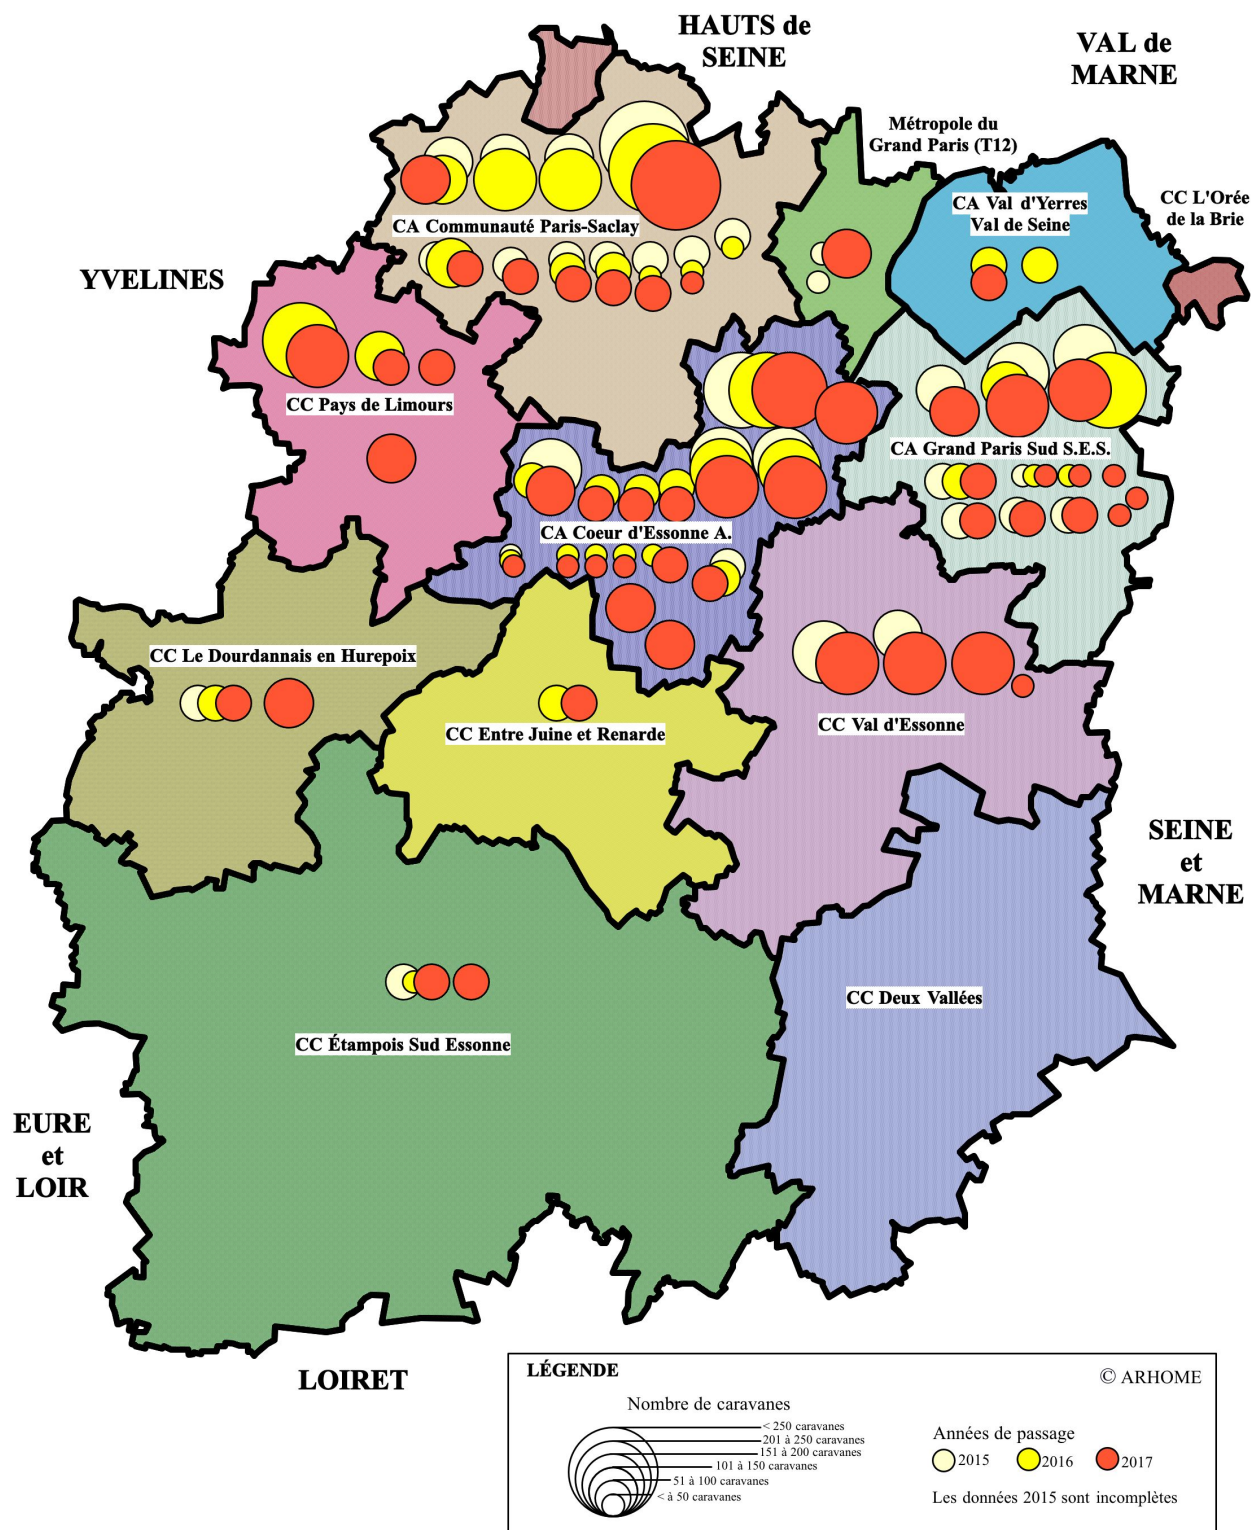 HAUTS de
SEINE
VAL de
MARNE
Métropole du
Grand Paris (T12)
CA Val d'Yerres
Val de Seine
CC L'Orée
de la Brie
CA Communauté Paris-Saclay
YVELINES
CC Pays de Limours
CA Grand Paris Sud S.E.S.
CA Coeur d'Essonne A.
CC Le Dourdannais en Hurepoix
CC Entre Juine et Renarde
CC Val d'Essonne
SEINE
et
MARNE
CC Deux Vallées
CC Étampois Sud Essonne
EURE
et
LOIR
LOIRET
LÉGENDE
© ARHOME
Nombre de caravanes
< 250 caravanes
201 à 250 caravanes
151 à 200 caravanes
101 à 150 caravanes
51 à 100 caravanes
< à 50 caravanes
Années de passage
2015
2016
2017
Les données 2015 sont incomplètes